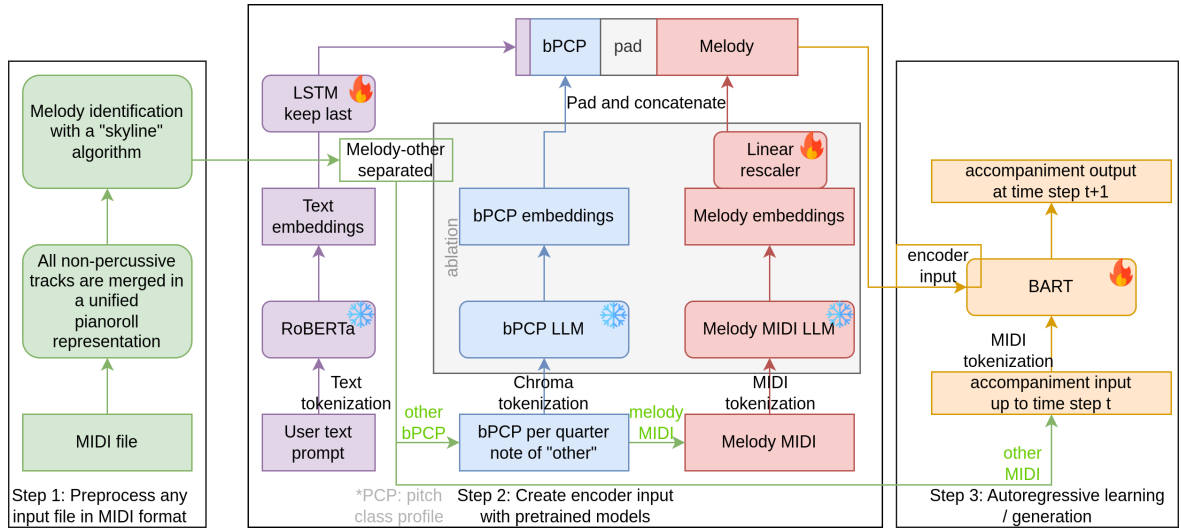 Melody identification
with a "skyline"
algorithm
All non-percussive
tracks are merged in
a unified
pianoroll
representation
MIDI file
Step 1: Preprocess any
input file in MIDI format
bPCP
pad
Melody
LSTM
keep last
Pad and concatenate
Melody-other
separated
Linear
rescaler
Text
embeddings
bPCP embeddings
Melody embeddings
ablation
RoBERTa
bPCP LLM
Melody MIDI LLM
Text
tokenization
Chroma
tokenization
MIDI
tokenization
User text
prompt
other
bPCP
bPCP per quarter
note of "other"
melody
MIDI
Melody MIDI
*PCP: pitch
class profile
Step 2: Create encoder input
with pretrained models
accompaniment output
at time step t+1
encoder
input
BART
MIDI
tokenization
accompaniment input
up to time step t
other
MIDI
Step 3: Autoregressive learning
/ generation